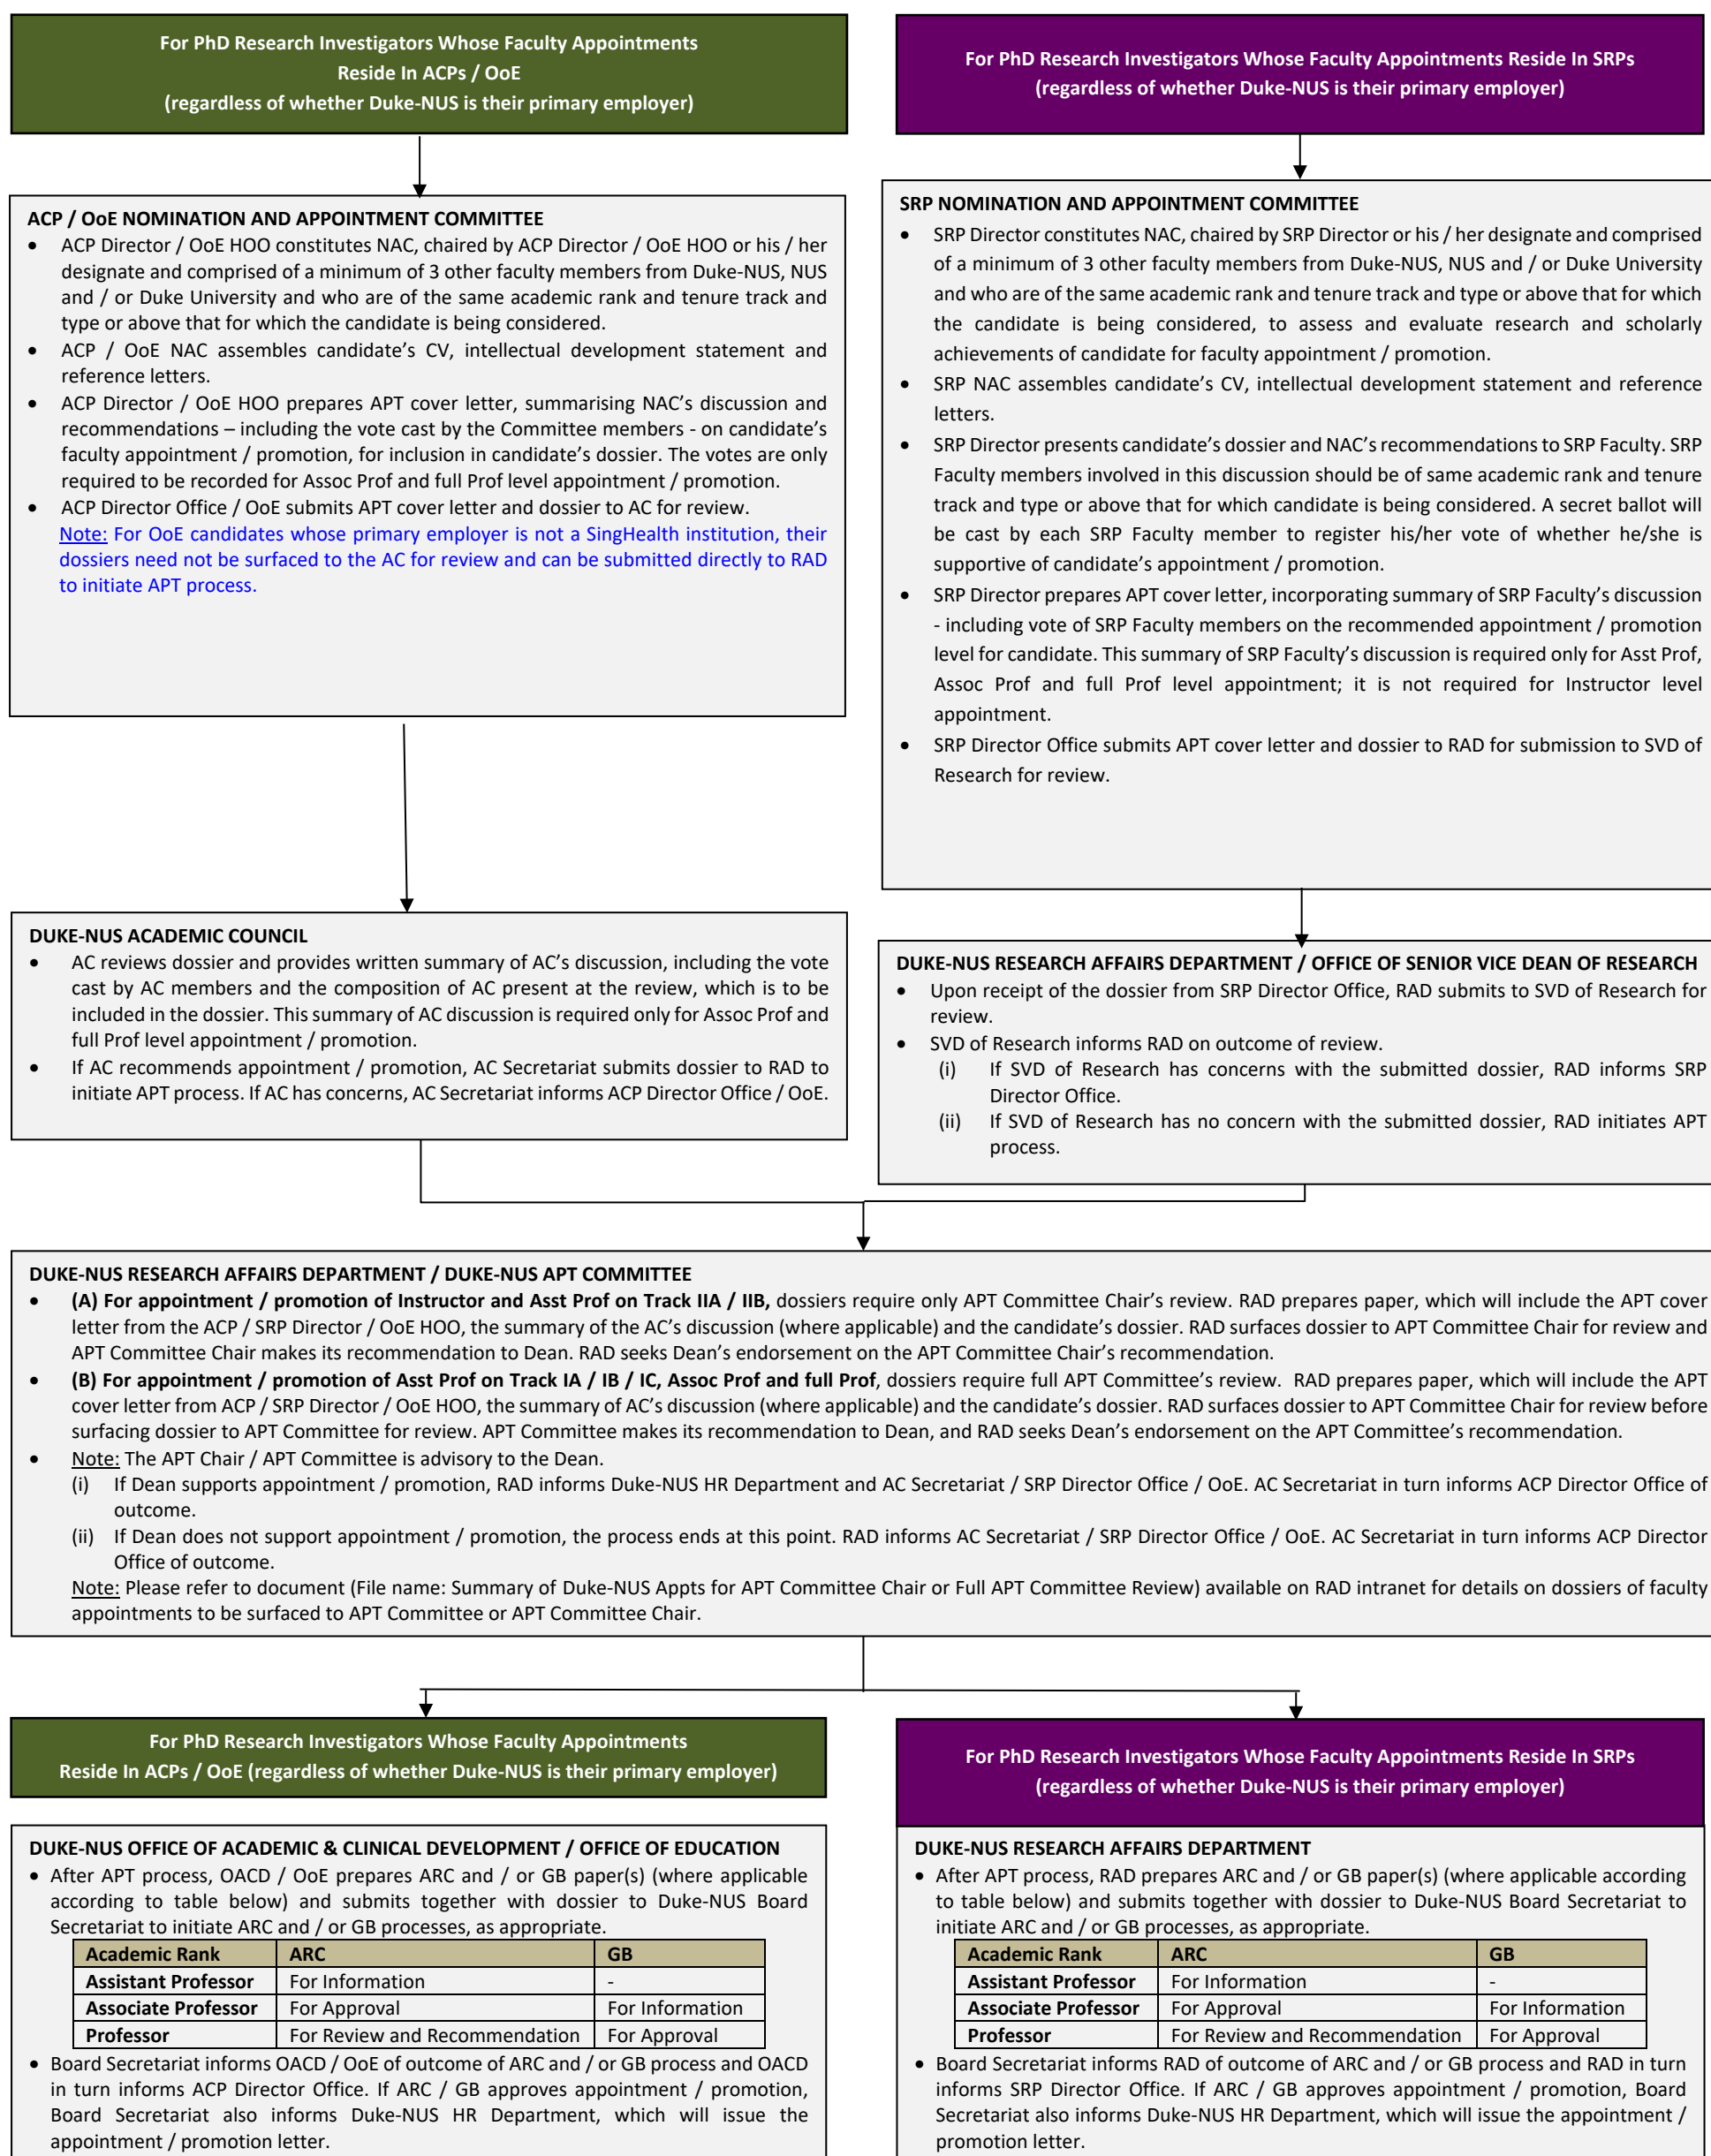 For PhD Research Investigators Whose Faculty Appointments
Reside In ACPs / OoE
(regardless of whether Duke-NUS is their primary employer)
For PhD Research Investigators Whose Faculty Appointments Reside In SRPs
(regardless of whether Duke-NUS is their primary employer)
ACP / OoE NOMINATION AND APPOINTMENT COMMITTEE
• ACP Director / OoE HOO constitutes NAC, chaired by ACP Director / OoE HOO or his / her
designate and comprised of a minimum of 3 other faculty members from Duke-NUS, NUS
and / or Duke University and who are of the same academic rank and tenure track and
type or above that for which the candidate is being considered.
• ACP / OoE NAC assembles candidate's CV, intellectual development statement and
reference letters.
• ACP Director / OoE HOO prepares APT cover letter, summarising NAC's discussion and
recommendations – including the vote cast by the Committee members - on candidate's
faculty appointment / promotion, for inclusion in candidate's dossier. The votes are only
required to be recorded for Assoc Prof and full Prof level appointment / promotion.
• ACP Director Office / OoE submits APT cover letter and dossier to AC for review.
Note: For OoE candidates whose primary employer is not a SingHealth institution, their
dossiers need not be surfaced to the AC for review and can be submitted directly to RAD
to initiate APT process.
SRP NOMINATION AND APPOINTMENT COMMITTEE
• SRP Director constitutes NAC, chaired by SRP Director or his / her designate and comprised
of a minimum of 3 other faculty members from Duke-NUS, NUS and / or Duke University
and who are of the same academic rank and tenure track and type or above that for which
the candidate is being considered, to assess and evaluate research and scholarly
achievements of candidate for faculty appointment / promotion.
• SRP NAC assembles candidate's CV, intellectual development statement and reference
letters.
• SRP Director presents candidate's dossier and NAC's recommendations to SRP Faculty. SRP
Faculty members involved in this discussion should be of same academic rank and tenure
track and type or above that for which candidate is being considered. A secret ballot will
be cast by each SRP Faculty member to register his/her vote of whether he/she is
supportive of candidate's appointment / promotion.
• SRP Director prepares APT cover letter, incorporating summary of SRP Faculty's discussion
- including vote of SRP Faculty members on the recommended appointment / promotion
level for candidate. This summary of SRP Faculty's discussion is required only for Asst Prof,
Assoc Prof and full Prof level appointment; it is not required for Instructor level
appointment.
• SRP Director Office submits APT cover letter and dossier to RAD for submission to SVD of
Research for review.
DUKE-NUS ACADEMIC COUNCIL
• AC reviews dossier and provides written summary of AC's discussion, including the vote
cast by AC members and the composition of AC present at the review, which is to be
included in the dossier. This summary of AC discussion is required only for Assoc Prof and
full Prof level appointment / promotion.
• If AC recommends appointment / promotion, AC Secretariat submits dossier to RAD to
initiate APT process. If AC has concerns, AC Secretariat informs ACP Director Office / OoE.
DUKE-NUS RESEARCH AFFAIRS DEPARTMENT / OFFICE OF SENIOR VICE DEAN OF RESEARCH
• Upon receipt of the dossier from SRP Director Office, RAD submits to SVD of Research for
review.
• SVD of Research informs RAD on outcome of review.
(i) If SVD of Research has concerns with the submitted dossier, RAD informs SRP
Director Office.
(ii) If SVD of Research has no concern with the submitted dossier, RAD initiates APT
process.
DUKE-NUS RESEARCH AFFAIRS DEPARTMENT / DUKE-NUS APT COMMITTEE
• (A) For appointment / promotion of Instructor and Asst Prof on Track IIA / IIB, dossiers require only APT Committee Chair's review. RAD prepares paper, which will include the APT cover
letter from the ACP / SRP Director / OoE HOO, the summary of the AC's discussion (where applicable) and the candidate's dossier. RAD surfaces dossier to APT Committee Chair for review and
APT Committee Chair makes its recommendation to Dean. RAD seeks Dean's endorsement on the APT Committee Chair's recommendation.
• (B) For appointment / promotion of Asst Prof on Track IA / IB / IC, Assoc Prof and full Prof, dossiers require full APT Committee's review. RAD prepares paper, which will include the APT
cover letter from ACP / SRP Director / OoE HOO, the summary of AC's discussion (where applicable) and the candidate's dossier. RAD surfaces dossier to APT Committee Chair for review before
surfacing dossier to APT Committee for review. APT Committee makes its recommendation to Dean, and RAD seeks Dean's endorsement on the APT Committee's recommendation.
• Note: The APT Chair / APT Committee is advisory to the Dean.
(i) If Dean supports appointment / promotion, RAD informs Duke-NUS HR Department and AC Secretariat / SRP Director Office / OoE. AC Secretariat in turn informs ACP Director Office of
outcome.
(ii) If Dean does not support appointment / promotion, the process ends at this point. RAD informs AC Secretariat / SRP Director Office / OoE. AC Secretariat in turn informs ACP Director
Office of outcome.
Note: Please refer to document (File name: Summary of Duke-NUS Appts for APT Committee Chair or Full APT Committee Review) available on RAD intranet for details on dossiers of faculty
appointments to be surfaced to APT Committee or APT Committee Chair.
For PhD Research Investigators Whose Faculty Appointments
Reside In ACPs / OoE (regardless of whether Duke-NUS is their primary employer)
For PhD Research Investigators Whose Faculty Appointments Reside In SRPs
(regardless of whether Duke-NUS is their primary employer)
DUKE-NUS OFFICE OF ACADEMIC & CLINICAL DEVELOPMENT / OFFICE OF EDUCATION
• After APT process, OACD / OoE prepares ARC and / or GB paper(s) (where applicable
according to table below) and submits together with dossier to Duke-NUS Board
Secretariat to initiate ARC and / or GB processes, as appropriate.
Academic Rank ARC GB
Assistant Professor For Information -
Associate Professor For Approval For Information
Professor For Review and Recommendation For Approval
• Board Secretariat informs OACD / OoE of outcome of ARC and / or GB process and OACD
in turn informs ACP Director Office. If ARC / GB approves appointment / promotion,
Board Secretariat also informs Duke-NUS HR Department, which will issue the
appointment / promotion letter.
DUKE-NUS RESEARCH AFFAIRS DEPARTMENT
• After APT process, RAD prepares ARC and / or GB paper(s) (where applicable according
to table below) and submits together with dossier to Duke-NUS Board Secretariat to
initiate ARC and / or GB processes, as appropriate.
Academic Rank ARC GB
Assistant Professor For Information -
Associate Professor For Approval For Information
Professor For Review and Recommendation For Approval
• Board Secretariat informs RAD of outcome of ARC and / or GB process and RAD in turn
informs SRP Director Office. If ARC / GB approves appointment / promotion, Board
Secretariat also informs Duke-NUS HR Department, which will issue the appointment /
promotion letter.